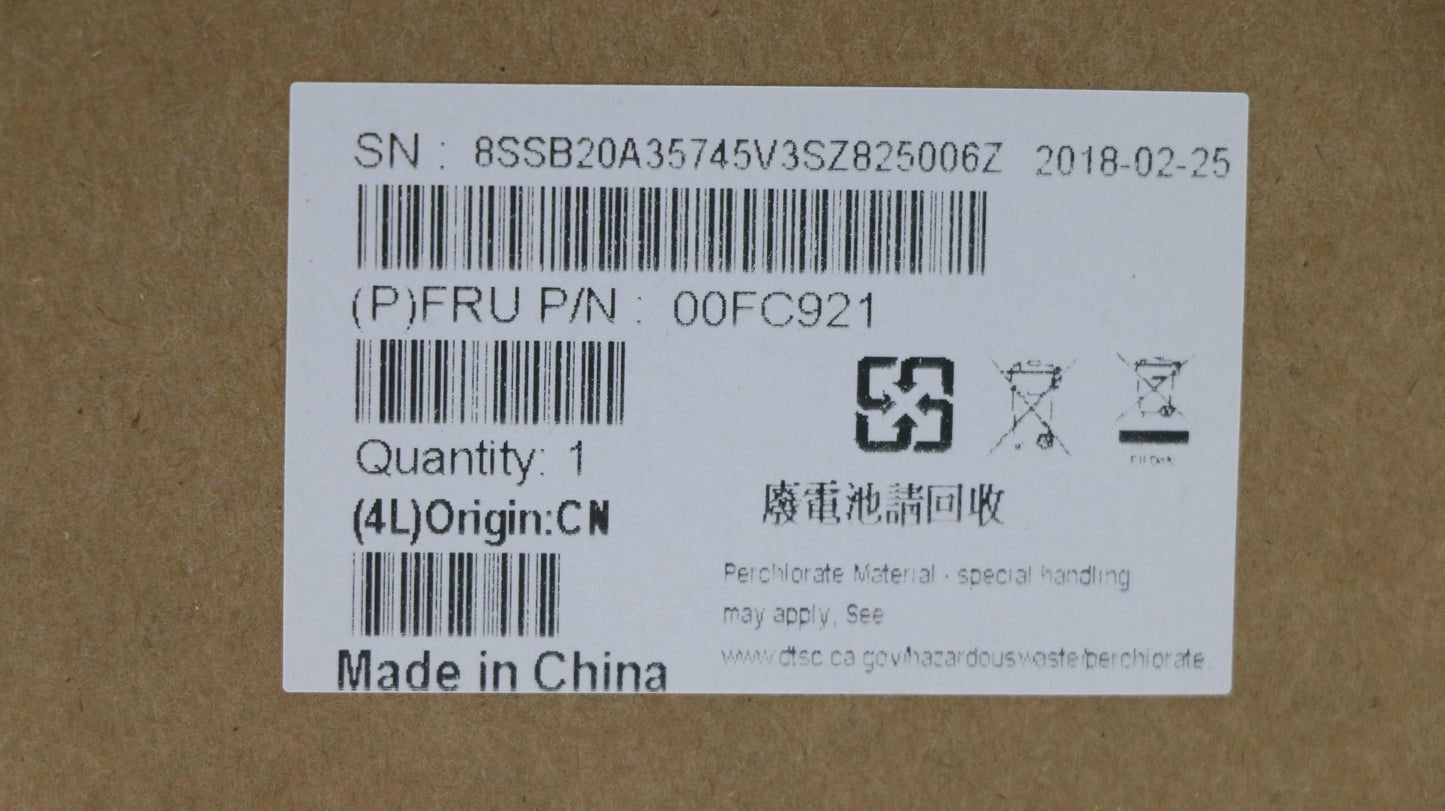 SN : 8SSB20A35745V3SZ825006Z 2018-02-25
(P)FRU P/N : 00FC921
Quantity: 1
(4L)Origin:CN
Made in China
廢電池請回收
Perchlorate Material - special handling
may apply, See
www.dtsc.ca.gov/hazardouswaste/perchlorate